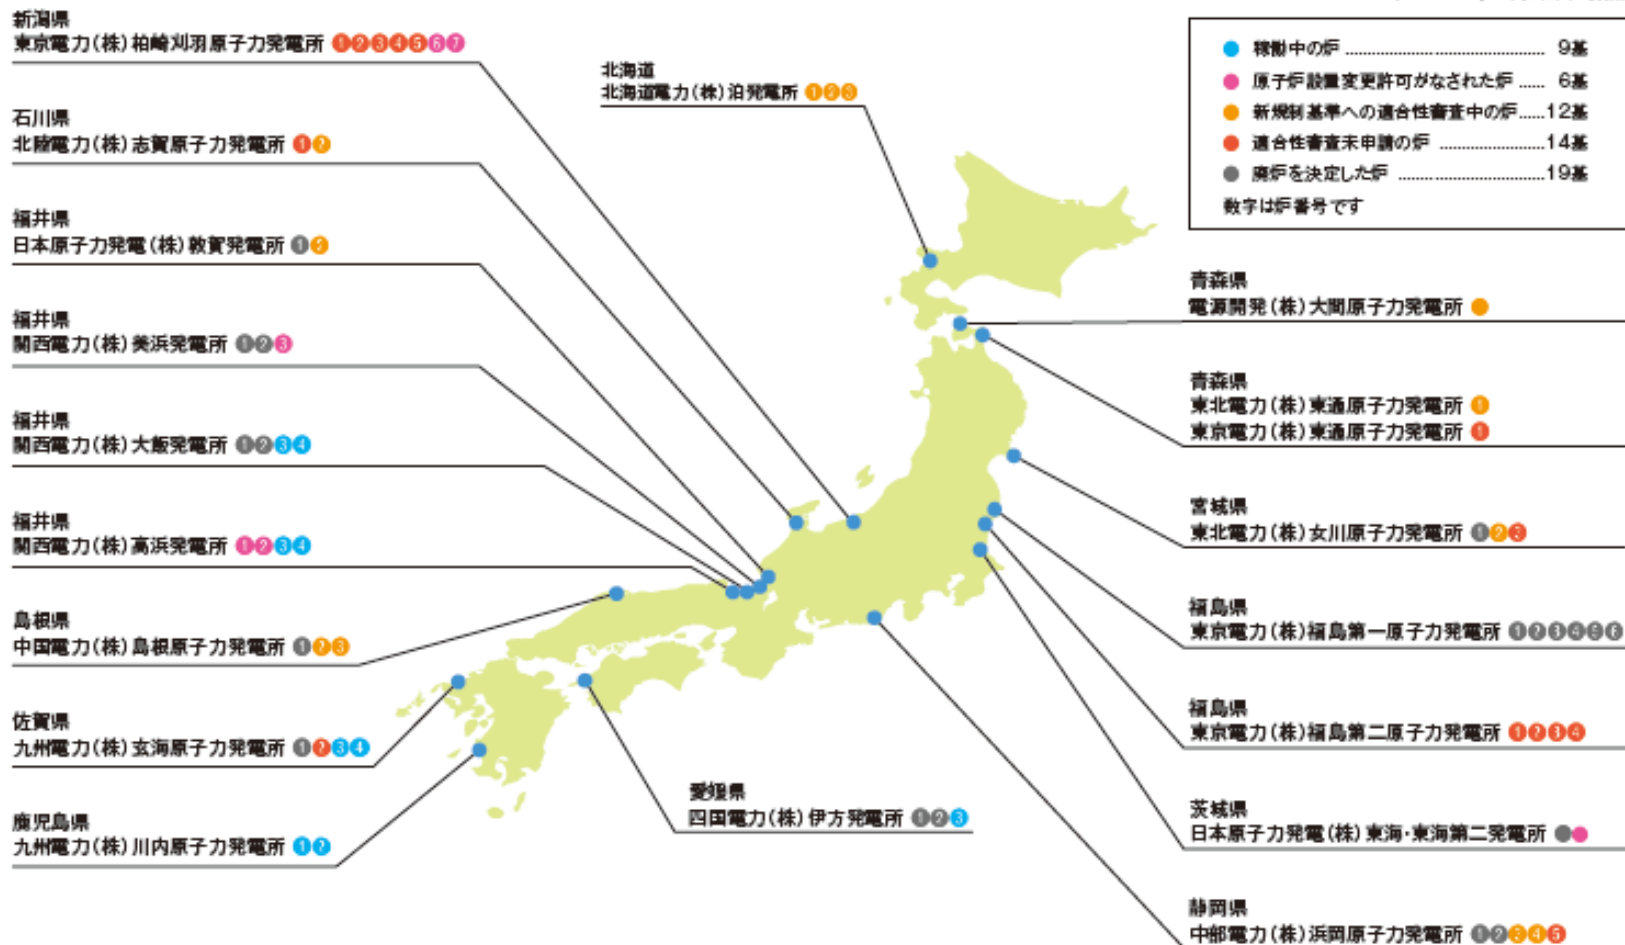 新潟県
東京電力(株)柏崎刈羽原子力発電所 ❶❷❸❹❺❻❼
石川県
北陸電力(株)志賀原子力発電所 ❶❷
福井県
日本原子力発電(株)敦賀発電所 ❶❷
福井県
関西電力(株)美浜発電所 ❶❷❸
福井県
関西電力(株)大飯発電所 ❶❷❸❹
福井県
関西電力(株)高浜発電所 ❶❷❸❹
島根県
中国電力(株)島根原子力発電所 ❶❷❸
佐賀県
九州電力(株)玄海原子力発電所 ❶❷❸❹
鹿児島県
九州電力(株)川内原子力発電所 ❶❷
北海道
北海道電力(株)泊発電所 ❶❷❸
愛媛県
四国電力(株)伊方発電所 ❶❷❸
● 稼働中の炉 ........................................ 9基
● 原子炉設置変更許可がなされた炉 ..... 6基
● 新規制基準への適合性審査中の炉.....12基
● 適合性審査未申請の炉 .....................14基
● 廃炉を決定した炉 .............................19基
数字は炉番号です
青森県
電源開発(株)大間原子力発電所 ●
青森県
東北電力(株)東通原子力発電所 ❶
東京電力(株)東通原子力発電所 ❶
宮城県
東北電力(株)女川原子力発電所 ❶❷❸
福島県
東京電力(株)福島第一原子力発電所 ❶❷❸❹❺❻
福島県
東京電力(株)福島第二原子力発電所 ❶❷❸❹
茨城県
日本原子力発電(株)東海・東海第二発電所 ●●
静岡県
中部電力(株)浜岡原子力発電所 ❶❷❸❹❺